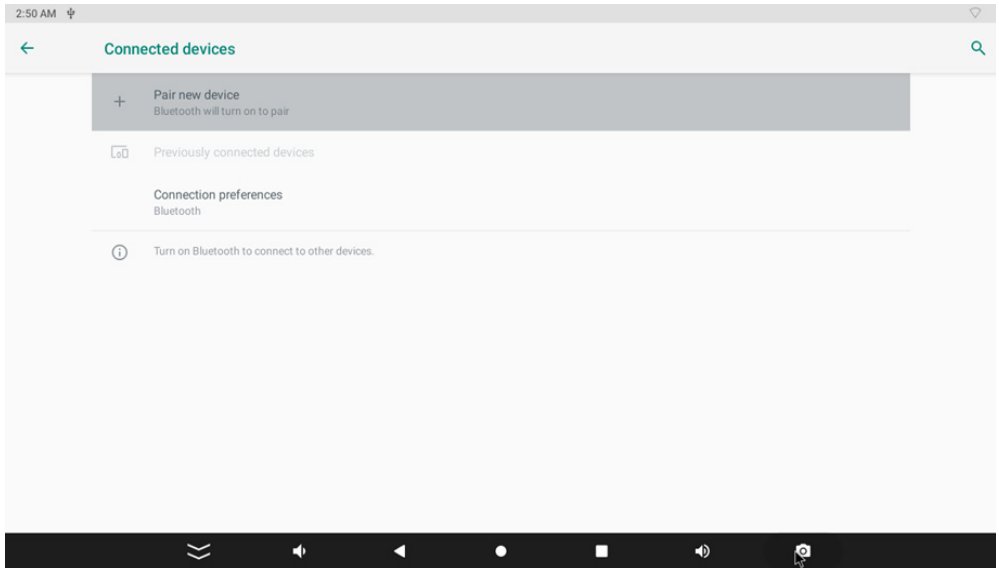 2:50 AM
Connected devices
Pair new device
Bluetooth will turn on to pair
Previously connected devices
Connection preferences
Bluetooth
Turn on Bluetooth to connect to other devices.